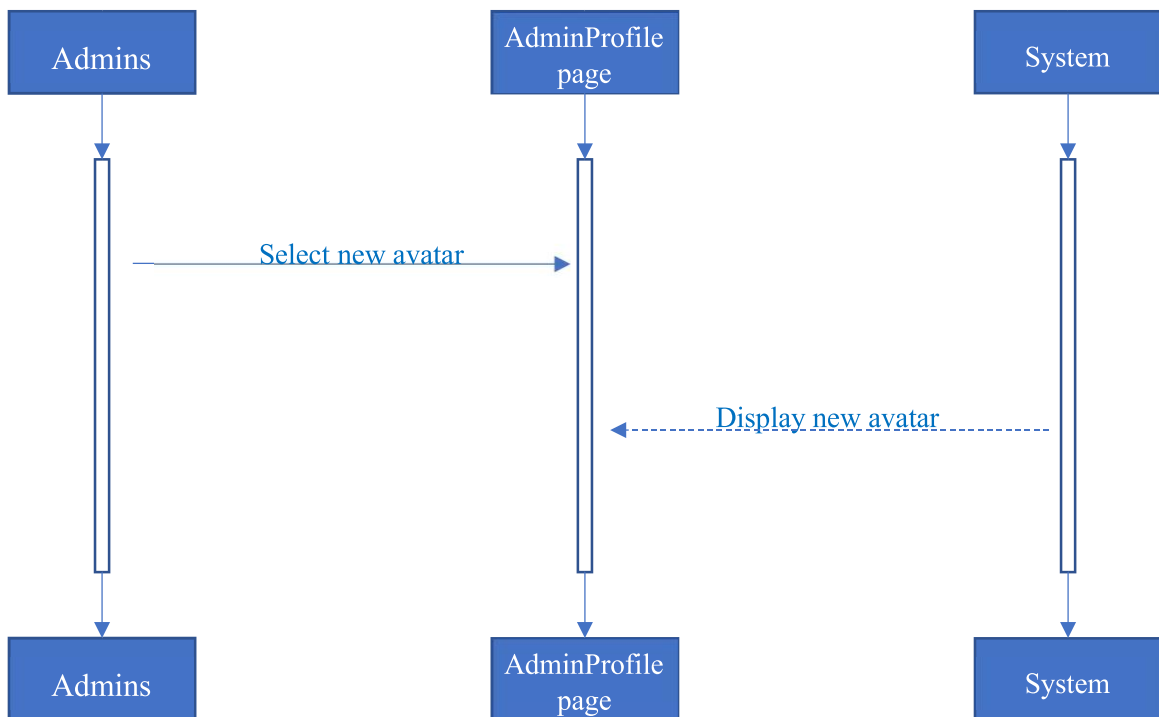 Admins
AdminProfile
page
System
Select new avatar
Display new avatar
Admins
AdminProfile
page
System